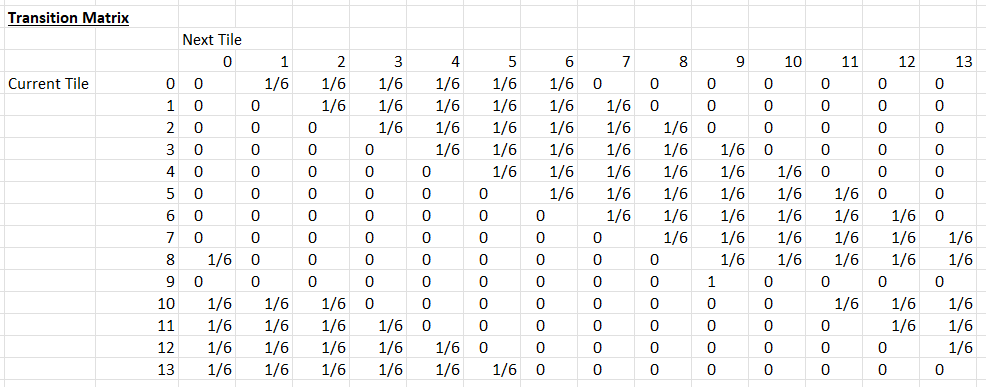 Transition Matrix
Next Tile
0 1 2 3 4 5 6 7 8 9 10 11 12 13
Current Tile 0 0 1/6 1/6 1/6 1/6 1/6 1/6 0 0 0 0 0 0 0
1 0 0 1/6 1/6 1/6 1/6 1/6 1/6 0 0 0 0 0 0
2 0 0 0 1/6 1/6 1/6 1/6 1/6 1/6 0 0 0 0 0
3 0 0 0 0 1/6 1/6 1/6 1/6 1/6 1/6 0 0 0 0
4 0 0 0 0 0 1/6 1/6 1/6 1/6 1/6 1/6 0 0 0
5 0 0 0 0 0 0 1/6 1/6 1/6 1/6 1/6 1/6 0 0
6 0 0 0 0 0 0 0 1/6 1/6 1/6 1/6 1/6 1/6 0
7 0 0 0 0 0 0 0 0 1/6 1/6 1/6 1/6 1/6 1/6
8 1/6 0 0 0 0 0 0 0 0 1/6 1/6 1/6 1/6 1/6
9 0 0 0 0 0 0 0 0 0 1 0 0 0 0
10 1/6 1/6 1/6 0 0 0 0 0 0 0 0 1/6 1/6 1/6
11 1/6 1/6 1/6 1/6 0 0 0 0 0 0 0 0 1/6 1/6
12 1/6 1/6 1/6 1/6 1/6 0 0 0 0 0 0 0 0 1/6
13 1/6 1/6 1/6 1/6 1/6 1/6 0 0 0 0 0 0 0 0